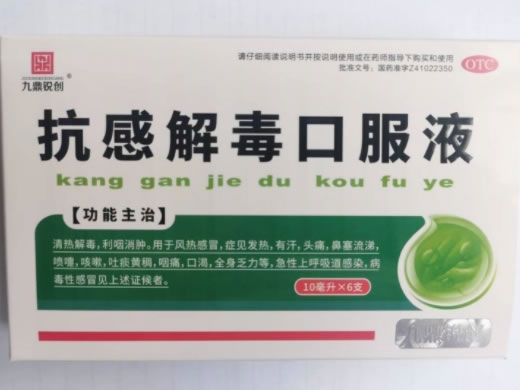 请仔细阅读说明书并按说明使用或在药师指导下购买和使用
批准文号：国药准字Z41022350
OTC
九鼎锐创®
抗感解毒口服液
kang gan jie du kou fu ye
【功能主治】
清热解毒，利咽消肿。用于风热感冒，症见发热，有汗，头痛，鼻塞流涕，
喷嚏，咳嗽，吐痰黄稠，咽痛，口渴，全身乏力等，急性上呼吸道感染，病
毒性感冒见上述证候者。
10毫升×6支